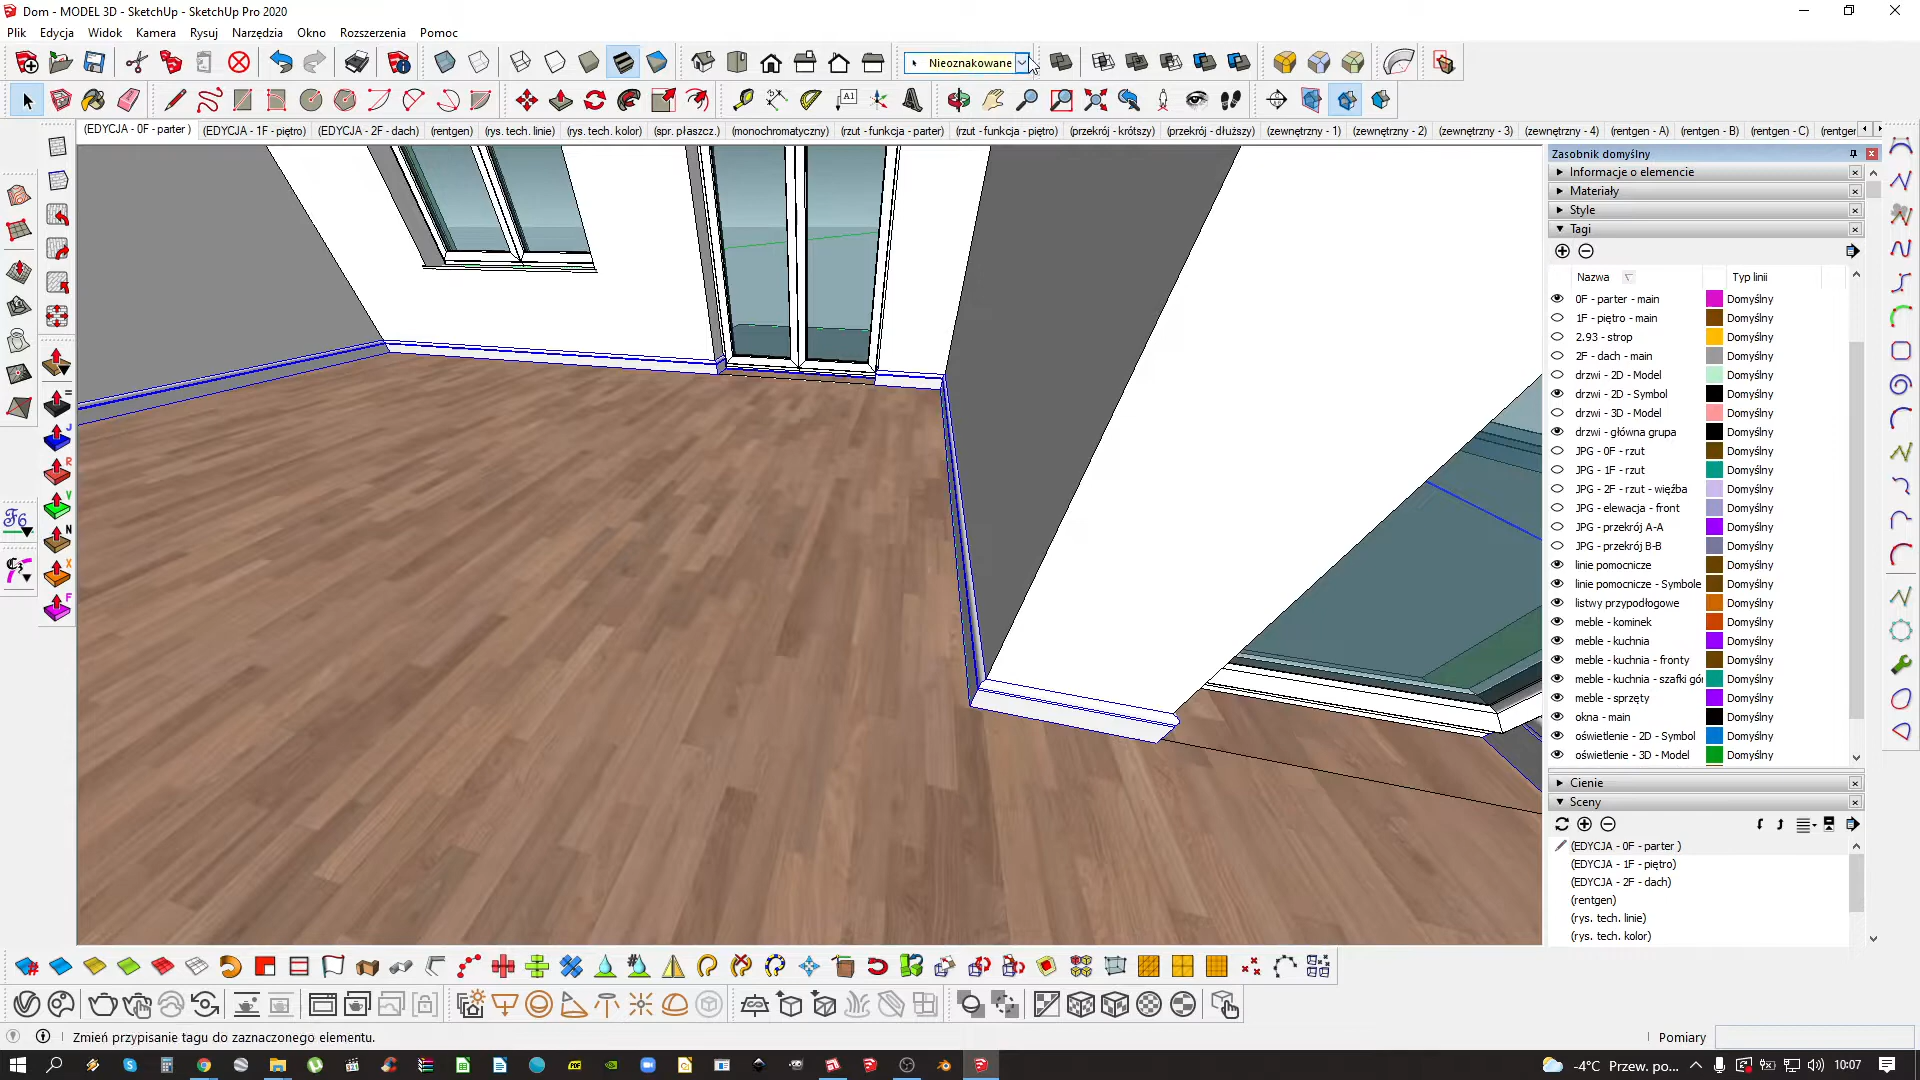 Dom - MODEL 3D - SketchUp - SketchUp Pro 2020
Plik Edycja Widok Kamera Rysuj Narzędzia Okno Rozszerzenia Pomoc
Nieoznakowane
A1
(EDYCJA - 0F - parter ) (EDYCJA - 1F - piętro) (EDYCJA - 2F - dach) (rentgen) (rys. tech. linie) (rys. tech. kolor) (spr. płaszcz.) (monochromatyczny) (rzut - funkcja - parter) (rzut - funkcja - piętro) (przekrój - krótszy) (przekrój - dłuższy) (zewnętrzny - 1) (zewnętrzny - 2) (zewnętrzny - 3) (zewnętrzny - 4) (rentgen - A) (rentgen - B) (rentgen - C) (rentger
Zasobnik domyślny
Informacje o elemencie
Materiały
Style
Tagi
Nazwa Typ linii
0F - parter - main Domyślny
1F - piętro - main Domyślny
2.93 - strop Domyślny
2F - dach - main Domyślny
drzwi - 2D - Model Domyślny
drzwi - 2D - Symbol Domyślny
drzwi - 3D - Model Domyślny
drzwi - główna grupa Domyślny
JPG - 0F - rzut Domyślny
JPG - 1F - rzut Domyślny
JPG - 2F - rzut - więźba Domyślny
JPG - elewacja - front Domyślny
JPG - przekrój A-A Domyślny
JPG - przekrój B-B Domyślny
linie pomocnicze Domyślny
linie pomocnicze - Symbole Domyślny
listwy przypodłogowe Domyślny
meble - kominek Domyślny
meble - kuchnia Domyślny
meble - kuchnia - fronty Domyślny
meble - kuchnia - szafki gór Domyślny
meble - sprzęty Domyślny
okna - main Domyślny
oświetlenie - 2D - Symbol Domyślny
oświetlenie - 3D - Model Domyślny
Cienie
Sceny
(EDYCJA - 0F - parter )
(EDYCJA - 1F - piętro)
(EDYCJA - 2F - dach)
(rentgen)
(rys. tech. linie)
(rys. tech. kolor)
J
R
V
N
X
F
F6
Zmień przypisanie tagu do zaznaczonego elementu.
Pomiary
-4°C Przew. po... 10:07